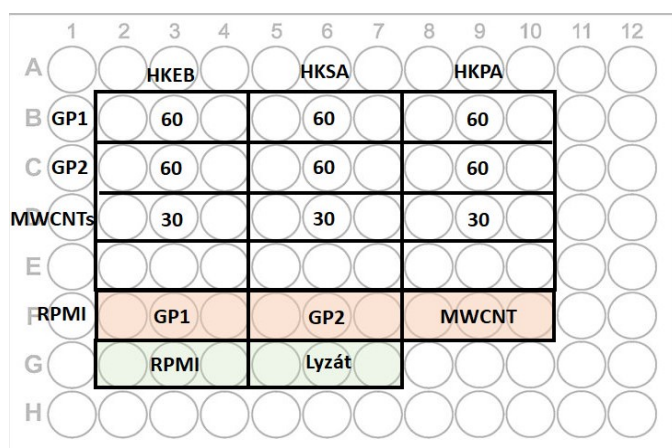 1 2 3 4 5 6 7 8 9 10 11 12
A HKEB HKSA HKPA
B GP1 60 60 60
C GP2 60 60 60
D MWCNTs 30 30 30
E
F RPMI GP1 GP2 MWCNT
G RPMI Lyzát
H